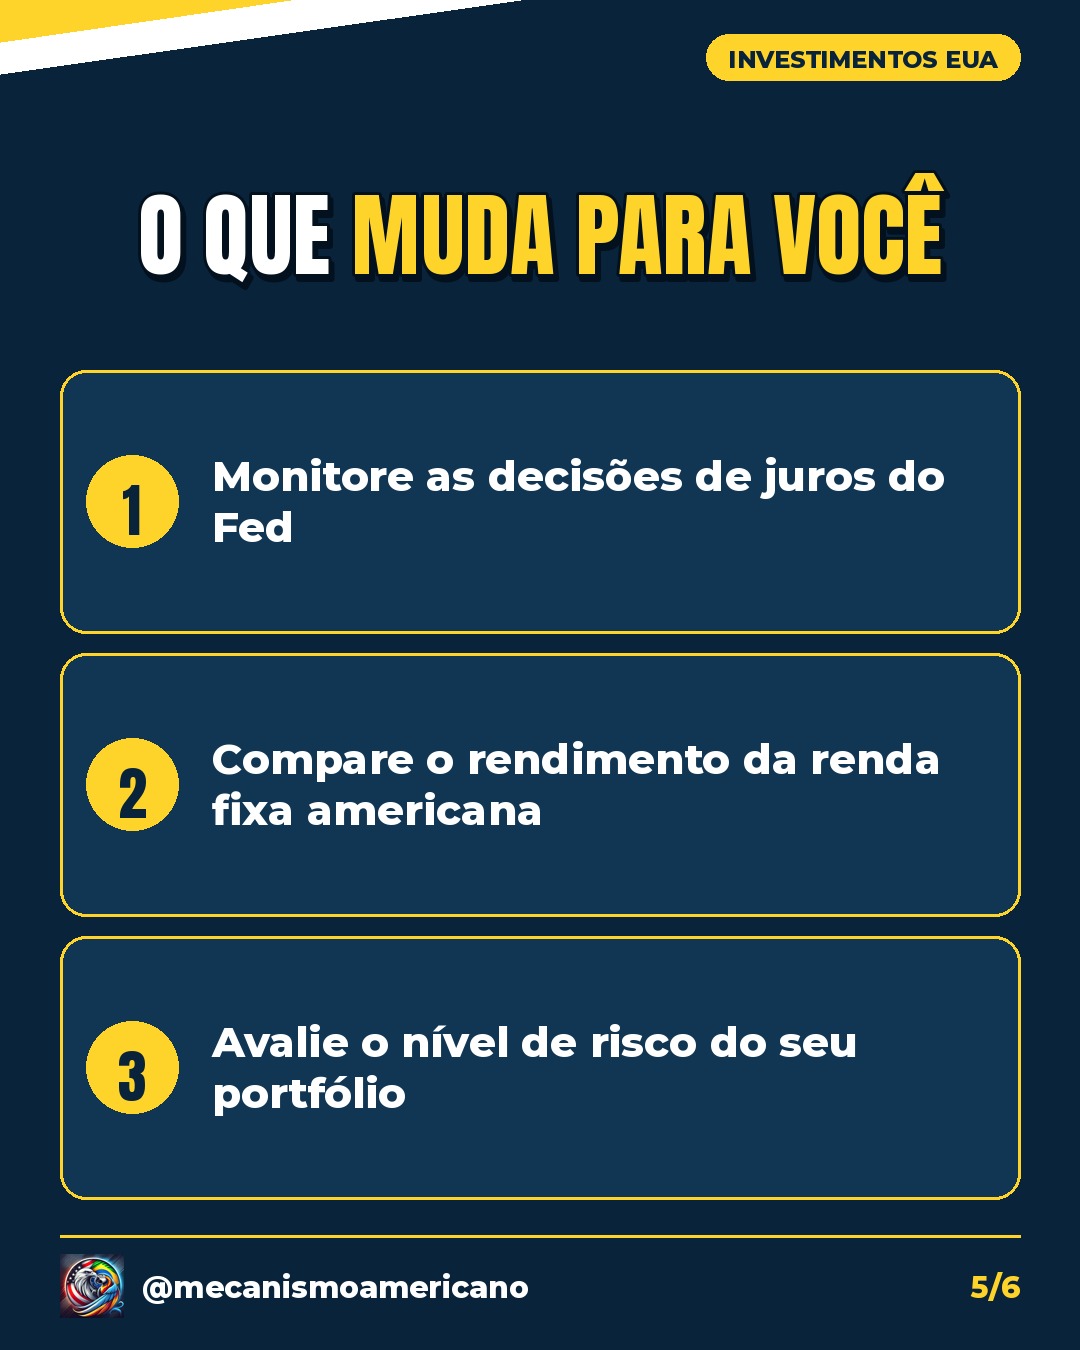 INVESTIMENTOS EUA
O QUE MUDA PARA VOCÊ
1
Monitore as decisões de juros do
Fed
2
Compare o rendimento da renda
fixa americana
3
Avalie o nível de risco do seu
portfólio
@mecanismoamericano
5/6